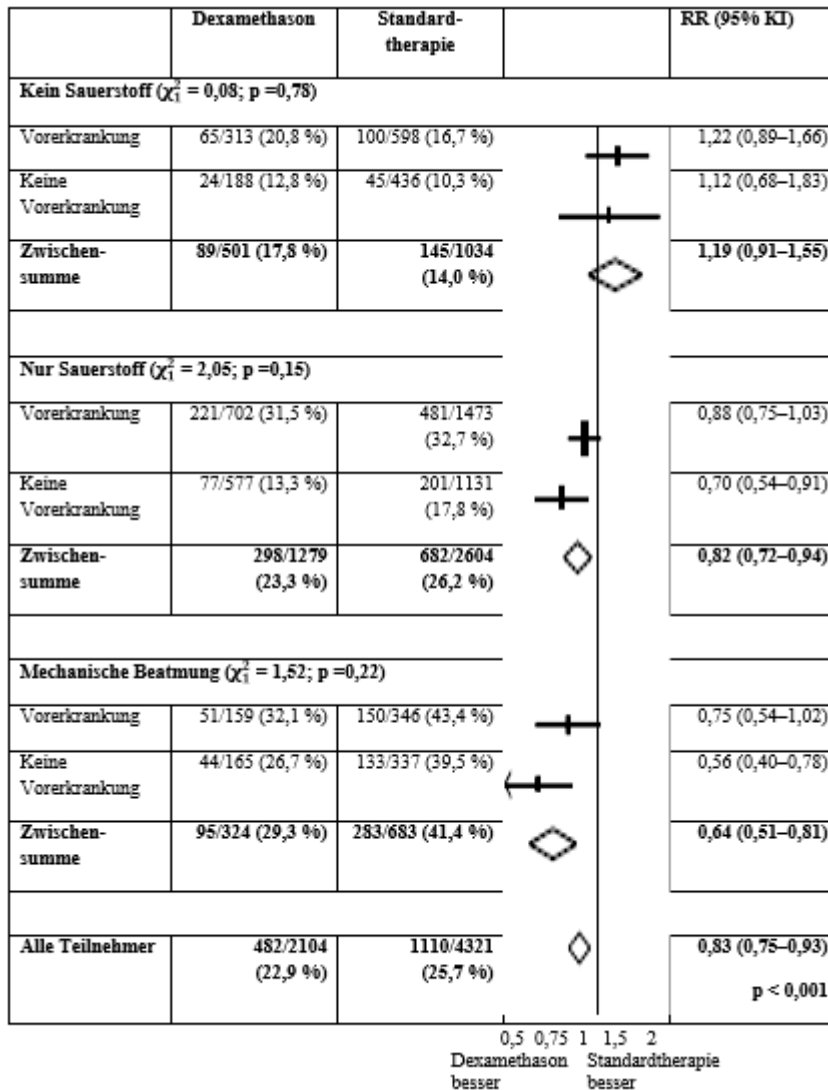 Dexamethason Standard- RR (95% KI)
therapie
Kein Sauerstoff (χ₁² = 0,08; p =0,78)
Vorerkrankung 65/313 (20,8 %) 100/598 (16,7 %) 1,22 (0,89–1,66)
Keine 24/188 (12,8 %) 45/436 (10,3 %) 1,12 (0,68–1,83)
Vorerkrankung
Zwischen- 89/501 (17,8 %) 145/1034 1,19 (0,91–1,55)
summe (14,0 %)
Nur Sauerstoff (χ₁² = 2,05; p =0,15)
Vorerkrankung 221/702 (31,5 %) 481/1473 0,88 (0,75–1,03)
(32,7 %)
Keine 77/577 (13,3 %) 201/1131 0,70 (0,54–0,91)
Vorerkrankung (17,8 %)
Zwischen- 298/1279 682/2604 0,82 (0,72–0,94)
summe (23,3 %) (26,2 %)
Mechanische Beatmung (χ₁² = 1,52; p =0,22)
Vorerkrankung 51/159 (32,1 %) 150/346 (43,4 %) 0,75 (0,54–1,02)
Keine 44/165 (26,7 %) 133/337 (39,5 %) 0,56 (0,40–0,78)
Vorerkrankung
Zwischen- 95/324 (29,3 %) 283/683 (41,4 %) 0,64 (0,51–0,81)
summe
Alle Teilnehmer 482/2104 1110/4321 0,83 (0,75–0,93)
(22,9 %) (25,7 %)
p < 0,001
0,5 0,75 1 1,5 2
Dexamethason Standardtherapie
besser besser